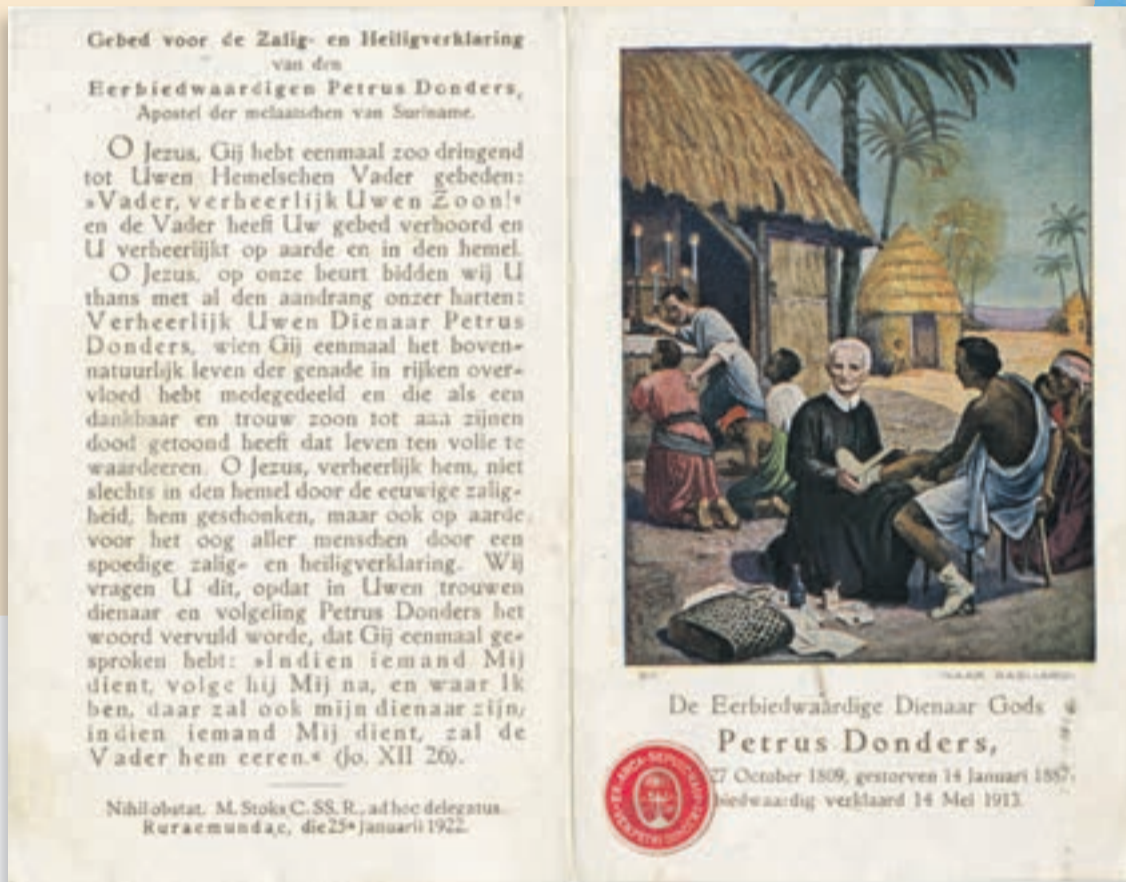 Gebed voor de Zalig- en Heiligverklaring
van den
Eerbiedwaardigen Petrus Donders,
Apostel der melaatschen van Suriname.
O Jezus, Gij hebt eenmaal zoo dringend
tot Uwen Hemelschen Vader gebeden:
»Vader, verheerlijk Uwen Zoon!«
en de Vader heeft Uw gebed verhoord en
U verheerlijkt op aarde en in den hemel.
O Jezus, op onze beurt bidden wij U
thans met al den aandrang onzer harten:
Verheerlijk Uwen Dienaar Petrus
Donders, wien Gij eenmaal het boven-
natuurlijk leven der genade in rijken over-
vloed hebt medegedeeld en die als een
dankbaar en trouw zoon tot aan zijnen
dood getoond heeft dat leven ten volle te
waardeeren. O Jezus, verheerlijk hem, niet
slechts in den hemel door de eeuwige zalig-
heid, hem geschonken, maar ook op aarde
voor het oog aller menschen door een
spoedige zalig- en heiligverklaring. Wij
vragen U dit, opdat in Uwen trouwen
dienaar en volgeling Petrus Donders het
woord vervuld worde, dat Gij eenmaal ge-
sproken hebt: »Indien iemand Mij
dient, volge hij Mij na, en waar Ik
ben, daar zal ook mijn dienaar zijn,
indien iemand Mij dient, zal de
Vader hem eeren.« (Jo. XII 26).
Nihil obstat. M. Stoks C. SS. R., ad hoc delegatus.
Ruraemundae, die 25a Januarii 1922.
NAAR GAGLIARDI
De Eerbiedwaardige Dienaar Gods
Petrus Donders,
27 October 1809, gestorven 14 Januari 1887.
biedwaardig verklaard 14 Mei 1913.